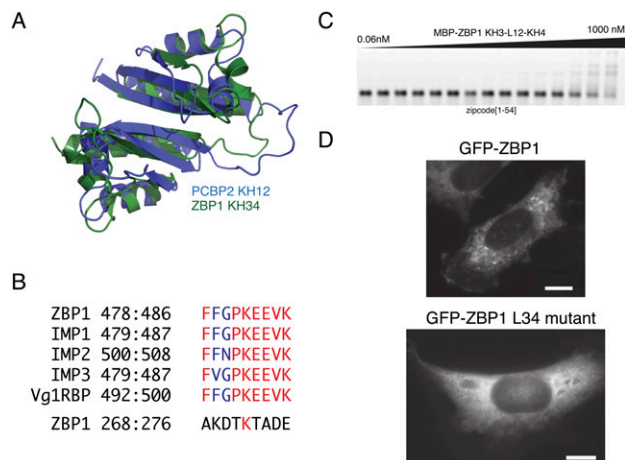 A
PCBP2 KH12
ZBP1 KH34
B
ZBP1 478:486 FFGPKEEVK
IMP1 479:487 FFGPKEEVK
IMP2 500:508 FFNPKEEVK
IMP3 479:487 FVGPKEEVK
Vg1RBP 492:500 FFGPKEEVK
ZBP1 268:276 AKDTKTADE
C
MBP-ZBP1 KH3-L12-KH4
0.06nM
1000 nM
zipcode[1-54]
D
GFP-ZBP1
GFP-ZBP1 L34 mutant